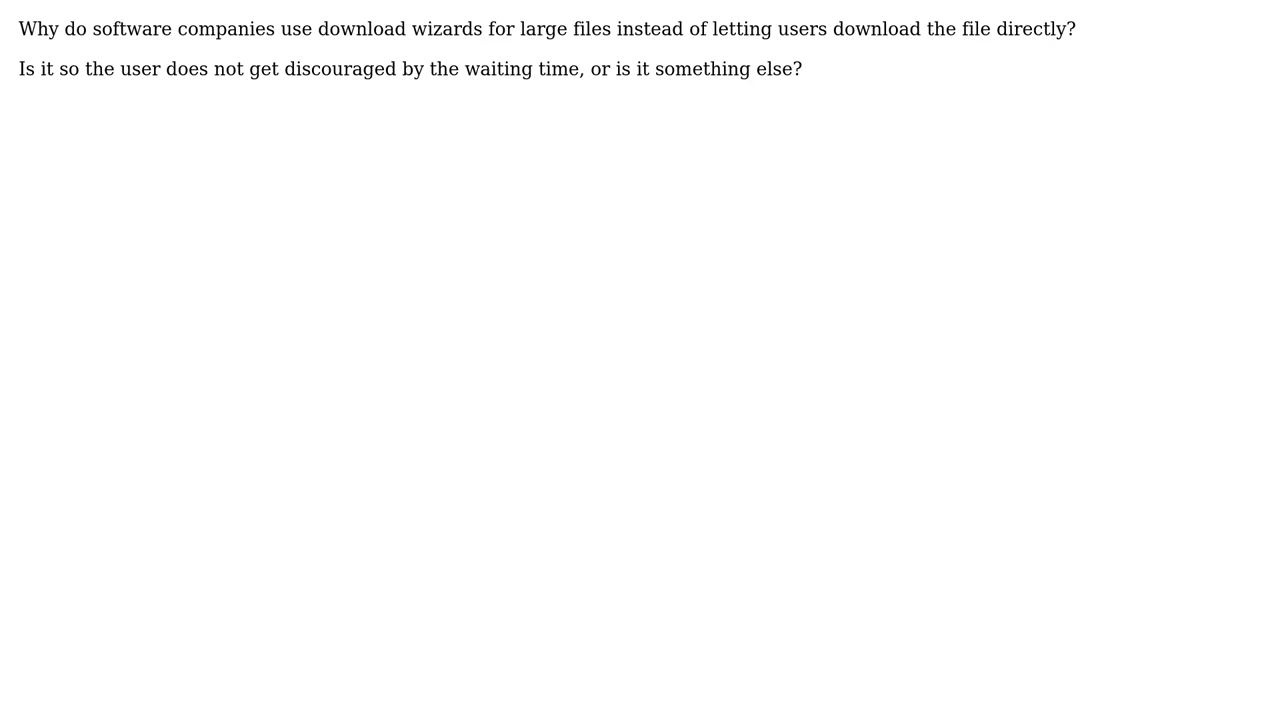 Why do software companies use download wizards for large files instead of letting users download the file directly?
Is it so the user does not get discouraged by the waiting time, or is it something else?